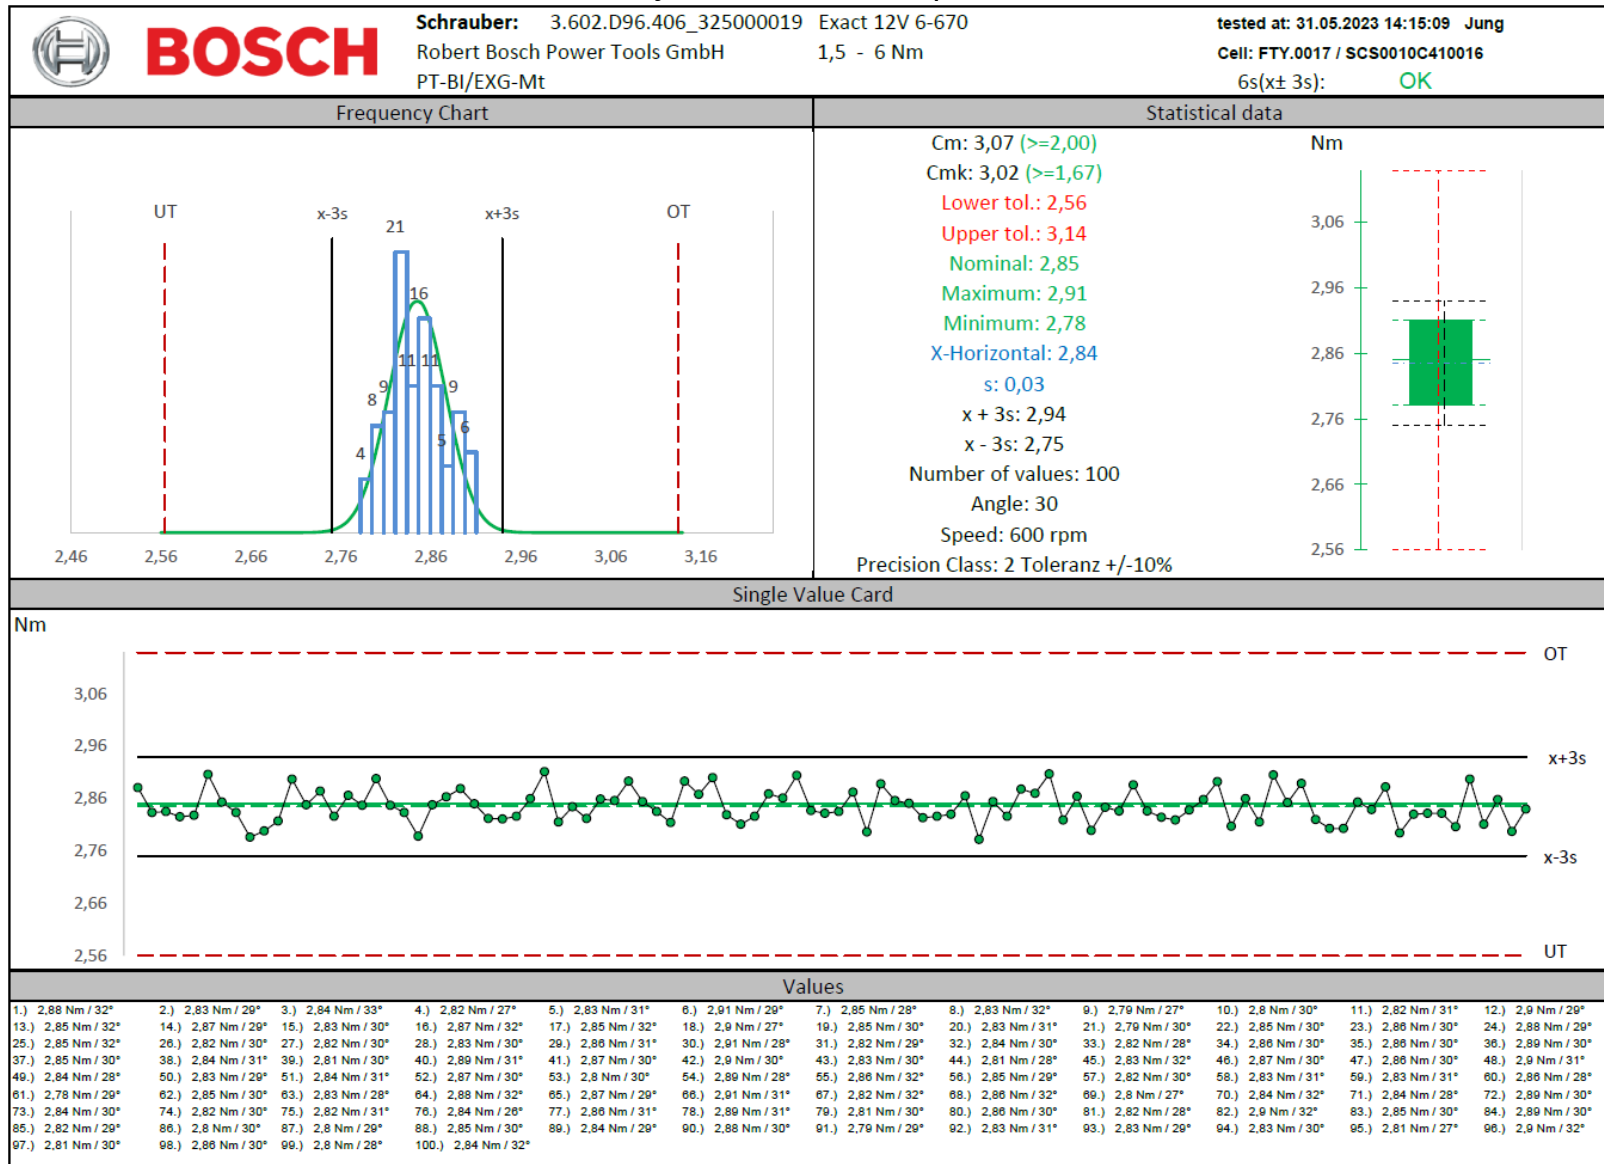 BOSCH
Schrauber: 3.602.D96.406_325000019 Exact 12V 6-670
Robert Bosch Power Tools GmbH 1,5 - 6 Nm
PT-BI/EXG-Mt
tested at: 31.05.2023 14:15:09 Jung
Cell: FTY.0017 / SCS0010C410016
6s(x± 3s): OK
Frequency Chart
UT x-3s x+3s OT
21
16
11 11
9 9
8
6
5
4
2,46 2,56 2,66 2,76 2,86 2,96 3,06 3,16
Statistical data
Cm: 3,07 (>=2,00)
Cmk: 3,02 (>=1,67)
Lower tol.: 2,56
Upper tol.: 3,14
Nominal: 2,85
Maximum: 2,91
Minimum: 2,78
X-Horizontal: 2,84
s: 0,03
x + 3s: 2,94
x - 3s: 2,75
Number of values: 100
Angle: 30
Speed: 600 rpm
Precision Class: 2 Toleranz +/-10%
Nm
3,06
2,96
2,86
2,76
2,66
2,56
Single Value Card
Nm
OT
3,06
2,96
x+3s
2,86
2,76
x-3s
2,66
2,56
UT
Values
1.) 2,88 Nm / 32° 2.) 2,83 Nm / 29° 3.) 2,84 Nm / 33° 4.) 2,82 Nm / 27° 5.) 2,83 Nm / 31° 6.) 2,91 Nm / 29° 7.) 2,85 Nm / 28° 8.) 2,83 Nm / 32° 9.) 2,79 Nm / 27° 10.) 2,8 Nm / 30° 11.) 2,82 Nm / 31° 12.) 2,9 Nm / 29°
13.) 2,85 Nm / 32° 14.) 2,87 Nm / 29° 15.) 2,83 Nm / 30° 16.) 2,87 Nm / 32° 17.) 2,85 Nm / 32° 18.) 2,9 Nm / 27° 19.) 2,85 Nm / 30° 20.) 2,83 Nm / 31° 21.) 2,79 Nm / 30° 22.) 2,85 Nm / 30° 23.) 2,86 Nm / 30° 24.) 2,88 Nm / 29°
25.) 2,85 Nm / 32° 26.) 2,82 Nm / 30° 27.) 2,82 Nm / 30° 28.) 2,83 Nm / 30° 29.) 2,86 Nm / 31° 30.) 2,91 Nm / 28° 31.) 2,82 Nm / 29° 32.) 2,84 Nm / 30° 33.) 2,82 Nm / 28° 34.) 2,86 Nm / 30° 35.) 2,86 Nm / 30° 36.) 2,89 Nm / 30°
37.) 2,85 Nm / 30° 38.) 2,84 Nm / 31° 39.) 2,81 Nm / 30° 40.) 2,89 Nm / 31° 41.) 2,87 Nm / 30° 42.) 2,9 Nm / 30° 43.) 2,83 Nm / 30° 44.) 2,81 Nm / 28° 45.) 2,83 Nm / 32° 46.) 2,87 Nm / 30° 47.) 2,86 Nm / 30° 48.) 2,9 Nm / 31°
49.) 2,84 Nm / 28° 50.) 2,83 Nm / 29° 51.) 2,84 Nm / 31° 52.) 2,87 Nm / 30° 53.) 2,8 Nm / 30° 54.) 2,89 Nm / 28° 55.) 2,86 Nm / 32° 56.) 2,85 Nm / 29° 57.) 2,82 Nm / 30° 58.) 2,83 Nm / 31° 59.) 2,83 Nm / 31° 60.) 2,86 Nm / 28°
61.) 2,78 Nm / 29° 62.) 2,85 Nm / 30° 63.) 2,83 Nm / 28° 64.) 2,88 Nm / 32° 65.) 2,87 Nm / 29° 66.) 2,91 Nm / 31° 67.) 2,82 Nm / 32° 68.) 2,86 Nm / 32° 69.) 2,8 Nm / 27° 70.) 2,84 Nm / 32° 71.) 2,84 Nm / 28° 72.) 2,89 Nm / 30°
73.) 2,84 Nm / 30° 74.) 2,82 Nm / 30° 75.) 2,82 Nm / 31° 76.) 2,84 Nm / 26° 77.) 2,86 Nm / 31° 78.) 2,89 Nm / 31° 79.) 2,81 Nm / 30° 80.) 2,86 Nm / 30° 81.) 2,82 Nm / 28° 82.) 2,9 Nm / 32° 83.) 2,85 Nm / 30° 84.) 2,89 Nm / 30°
85.) 2,82 Nm / 29° 86.) 2,8 Nm / 30° 87.) 2,8 Nm / 29° 88.) 2,85 Nm / 30° 89.) 2,84 Nm / 29° 90.) 2,88 Nm / 30° 91.) 2,79 Nm / 29° 92.) 2,83 Nm / 31° 93.) 2,83 Nm / 29° 94.) 2,83 Nm / 30° 95.) 2,81 Nm / 27° 96.) 2,9 Nm / 32°
97.) 2,81 Nm / 30° 98.) 2,86 Nm / 30° 99.) 2,8 Nm / 28° 100.) 2,84 Nm / 32°